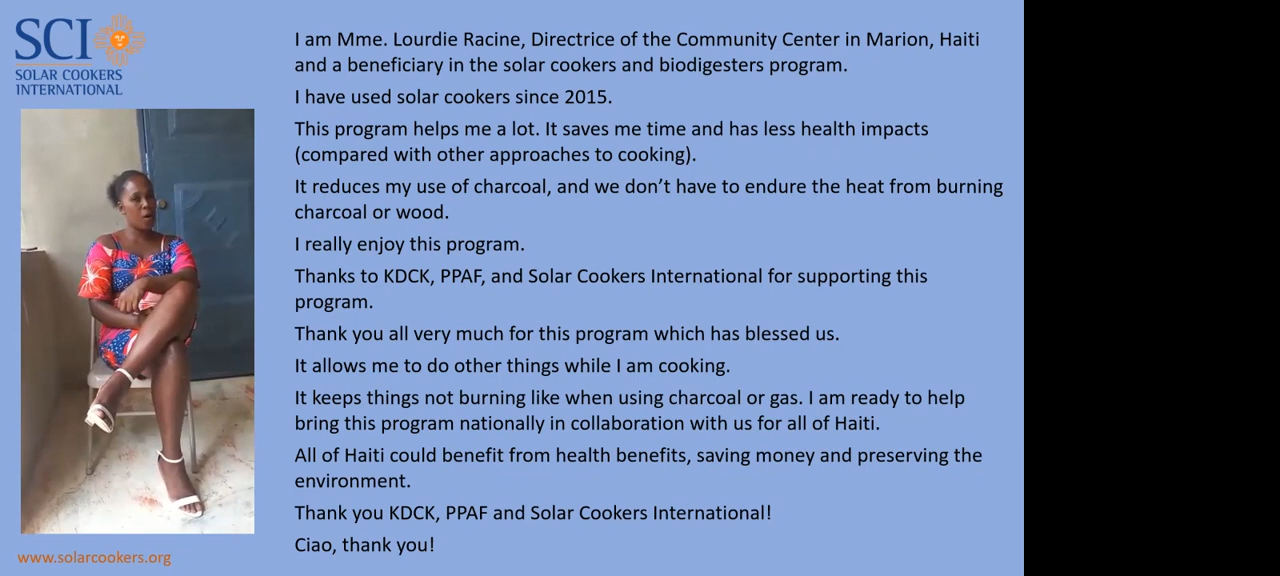 SCI
SOLAR COOKERS
INTERNATIONAL
I am Mme. Lourdie Racine, Directrice of the Community Center in Marion, Haiti
and a beneficiary in the solar cookers and biodigesters program.
I have used solar cookers since 2015.
This program helps me a lot. It saves me time and has less health impacts
(compared with other approaches to cooking).
It reduces my use of charcoal, and we don’t have to endure the heat from burning
charcoal or wood.
I really enjoy this program.
Thanks to KDCK, PPAF, and Solar Cookers International for supporting this
program.
Thank you all very much for this program which has blessed us.
It allows me to do other things while I am cooking.
It keeps things not burning like when using charcoal or gas. I am ready to help
bring this program nationally in collaboration with us for all of Haiti.
All of Haiti could benefit from health benefits, saving money and preserving the
environment.
Thank you KDCK, PPAF and Solar Cookers International!
Ciao, thank you!
www.solarcookers.org